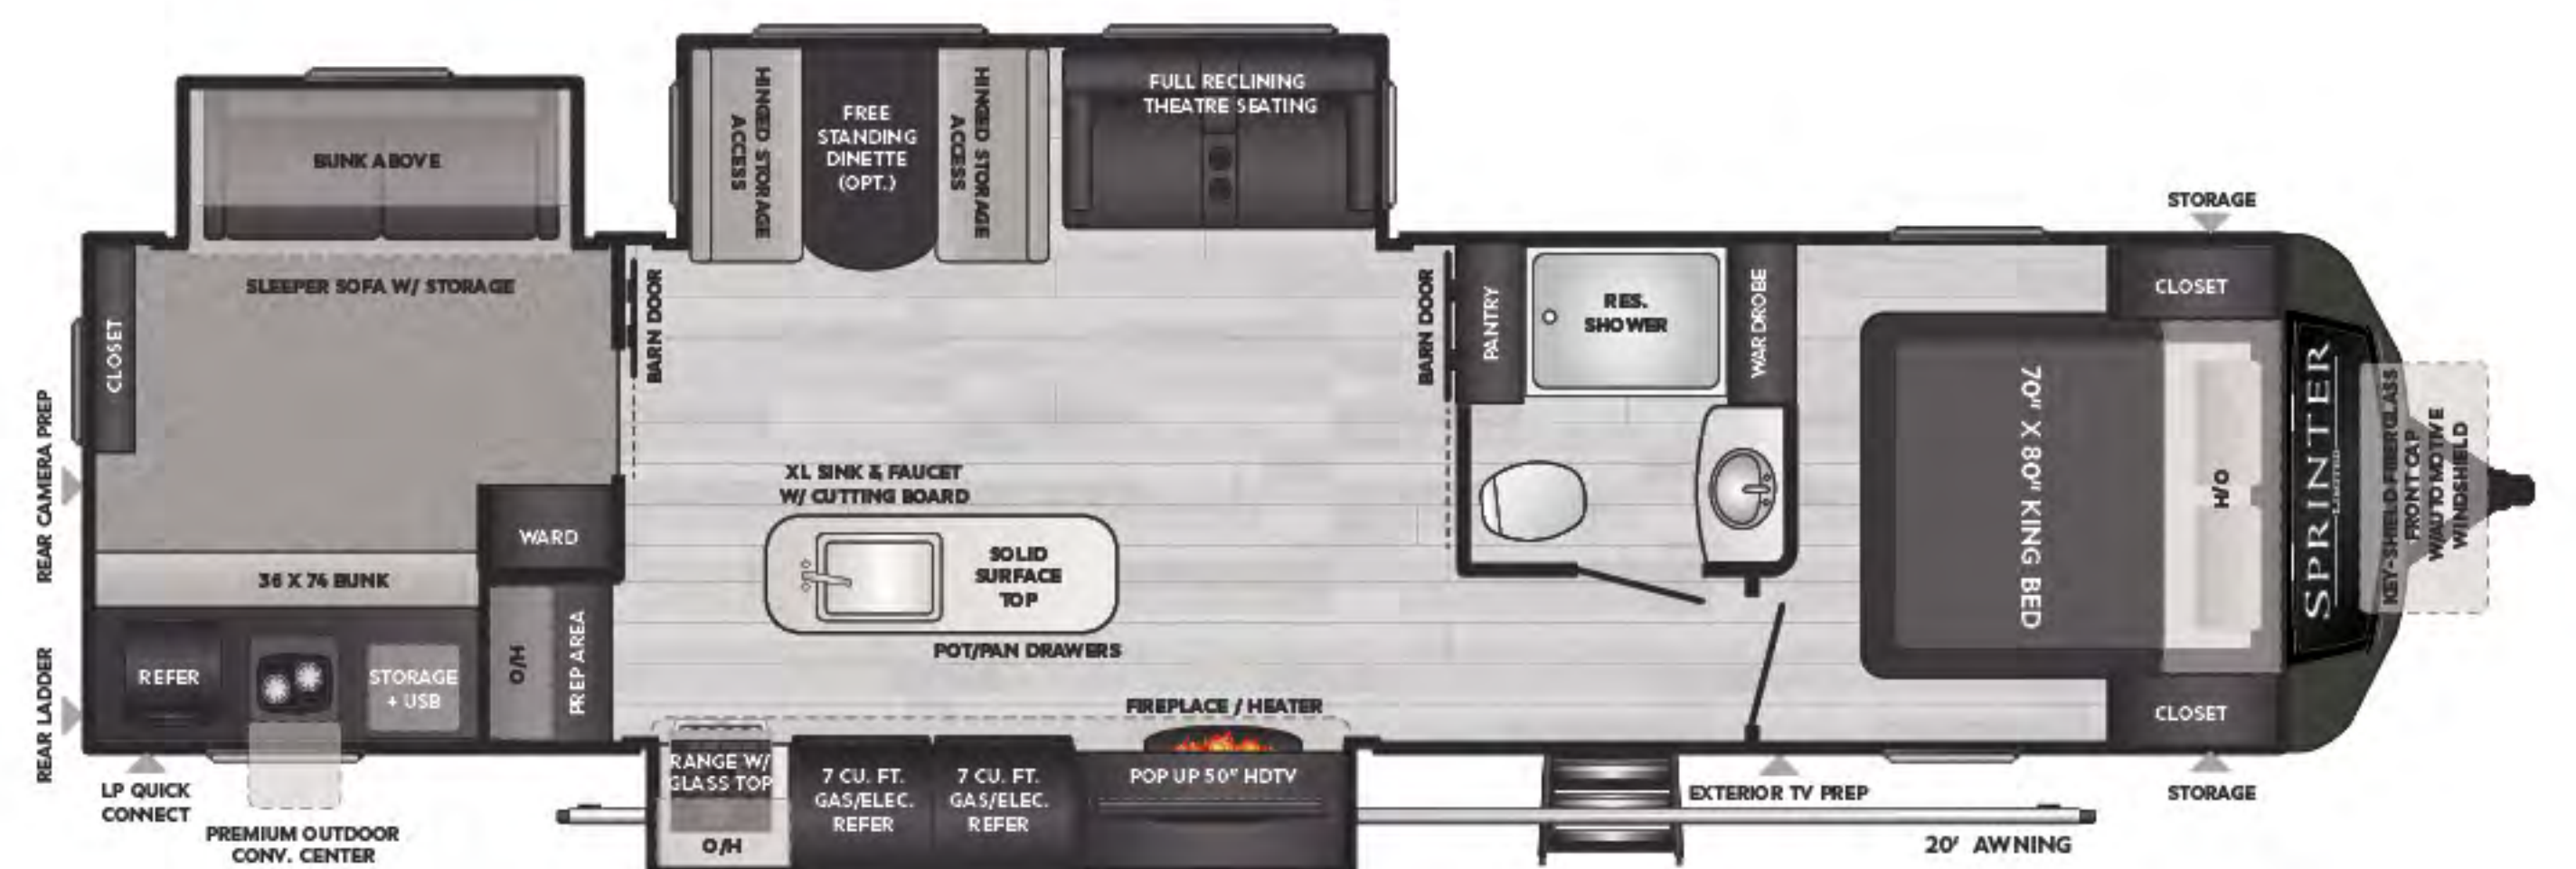 BUNK ABOVE
SLEEPER SOFA W/ STORAGE
CLOSET
REAR CAMERA PREP
REAR LADDER
36 X 74 BUNK
WARD
REFER
STORAGE
+ USB
O/H
PREP AREA
LP QUICK
CONNECT
PREMIUM OUTDOOR
CONV. CENTER
BARN DOOR
HINGED STORAGE
ACCESS
FREE
STANDING
DINETTE
(OPT.)
HINGED STORAGE
ACCESS
FULL RECLINING
THEATRE SEATING
XL SINK & FAUCET
W/ CUTTING BOARD
SOLID
SURFACE
TOP
POT/PAN DRAWERS
FIREPLACE / HEATER
RANGE W/
GLASS TOP
O/H
7 CU. FT.
GAS/ELEC.
REFER
7 CU. FT.
GAS/ELEC.
REFER
POP UP 50" HDTV
BARN DOOR
PANTRY
RES.
SHOWER
WARDROBE
EXTERIOR TV PREP
20' AWNING
STORAGE
CLOSET
70" X 80" KING BED
H/O
CLOSET
STORAGE
SPRINTER
LIMITED
KEY-SHIELD FIBERGLASS
FRONT CAP
W/AUTOMOTIVE
WINDSHIELD